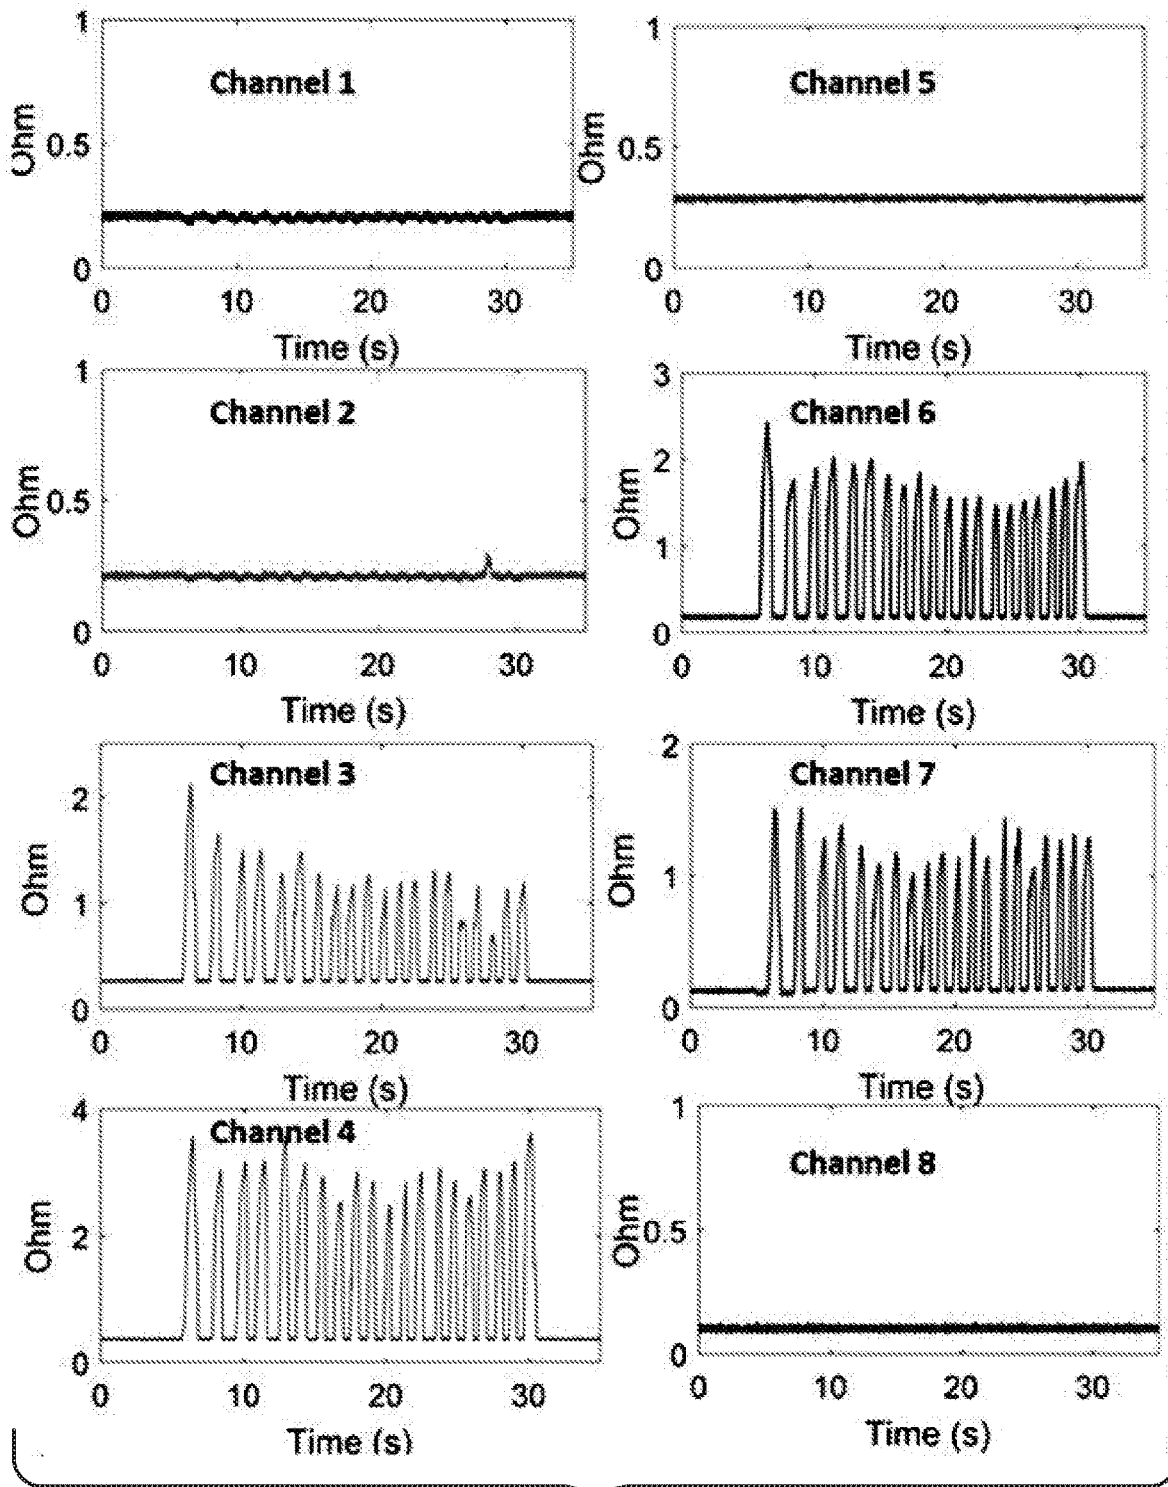 1
Channel 1
Ohm
0.5
0
0 10 20 30
Time (s)
1
Channel 5
Ohm
0.5
0
0 10 20 30
Time (s)
1
Channel 2
Ohm
0.5
0
0 10 20 30
Time (s)
3
Channel 6
2
Ohm
1
0
0 10 20 30
Time (s)
Channel 3
2
Ohm
1
0
0 10 20 30
Time (s)
2
Channel 7
Ohm
1
0
0 10 20 30
Time (s)
4
Channel 4
2
Ohm
0
0 10 20 30
Time (s)
1
Channel 8
Ohm
0.5
0
0 10 20 30
Time (s)